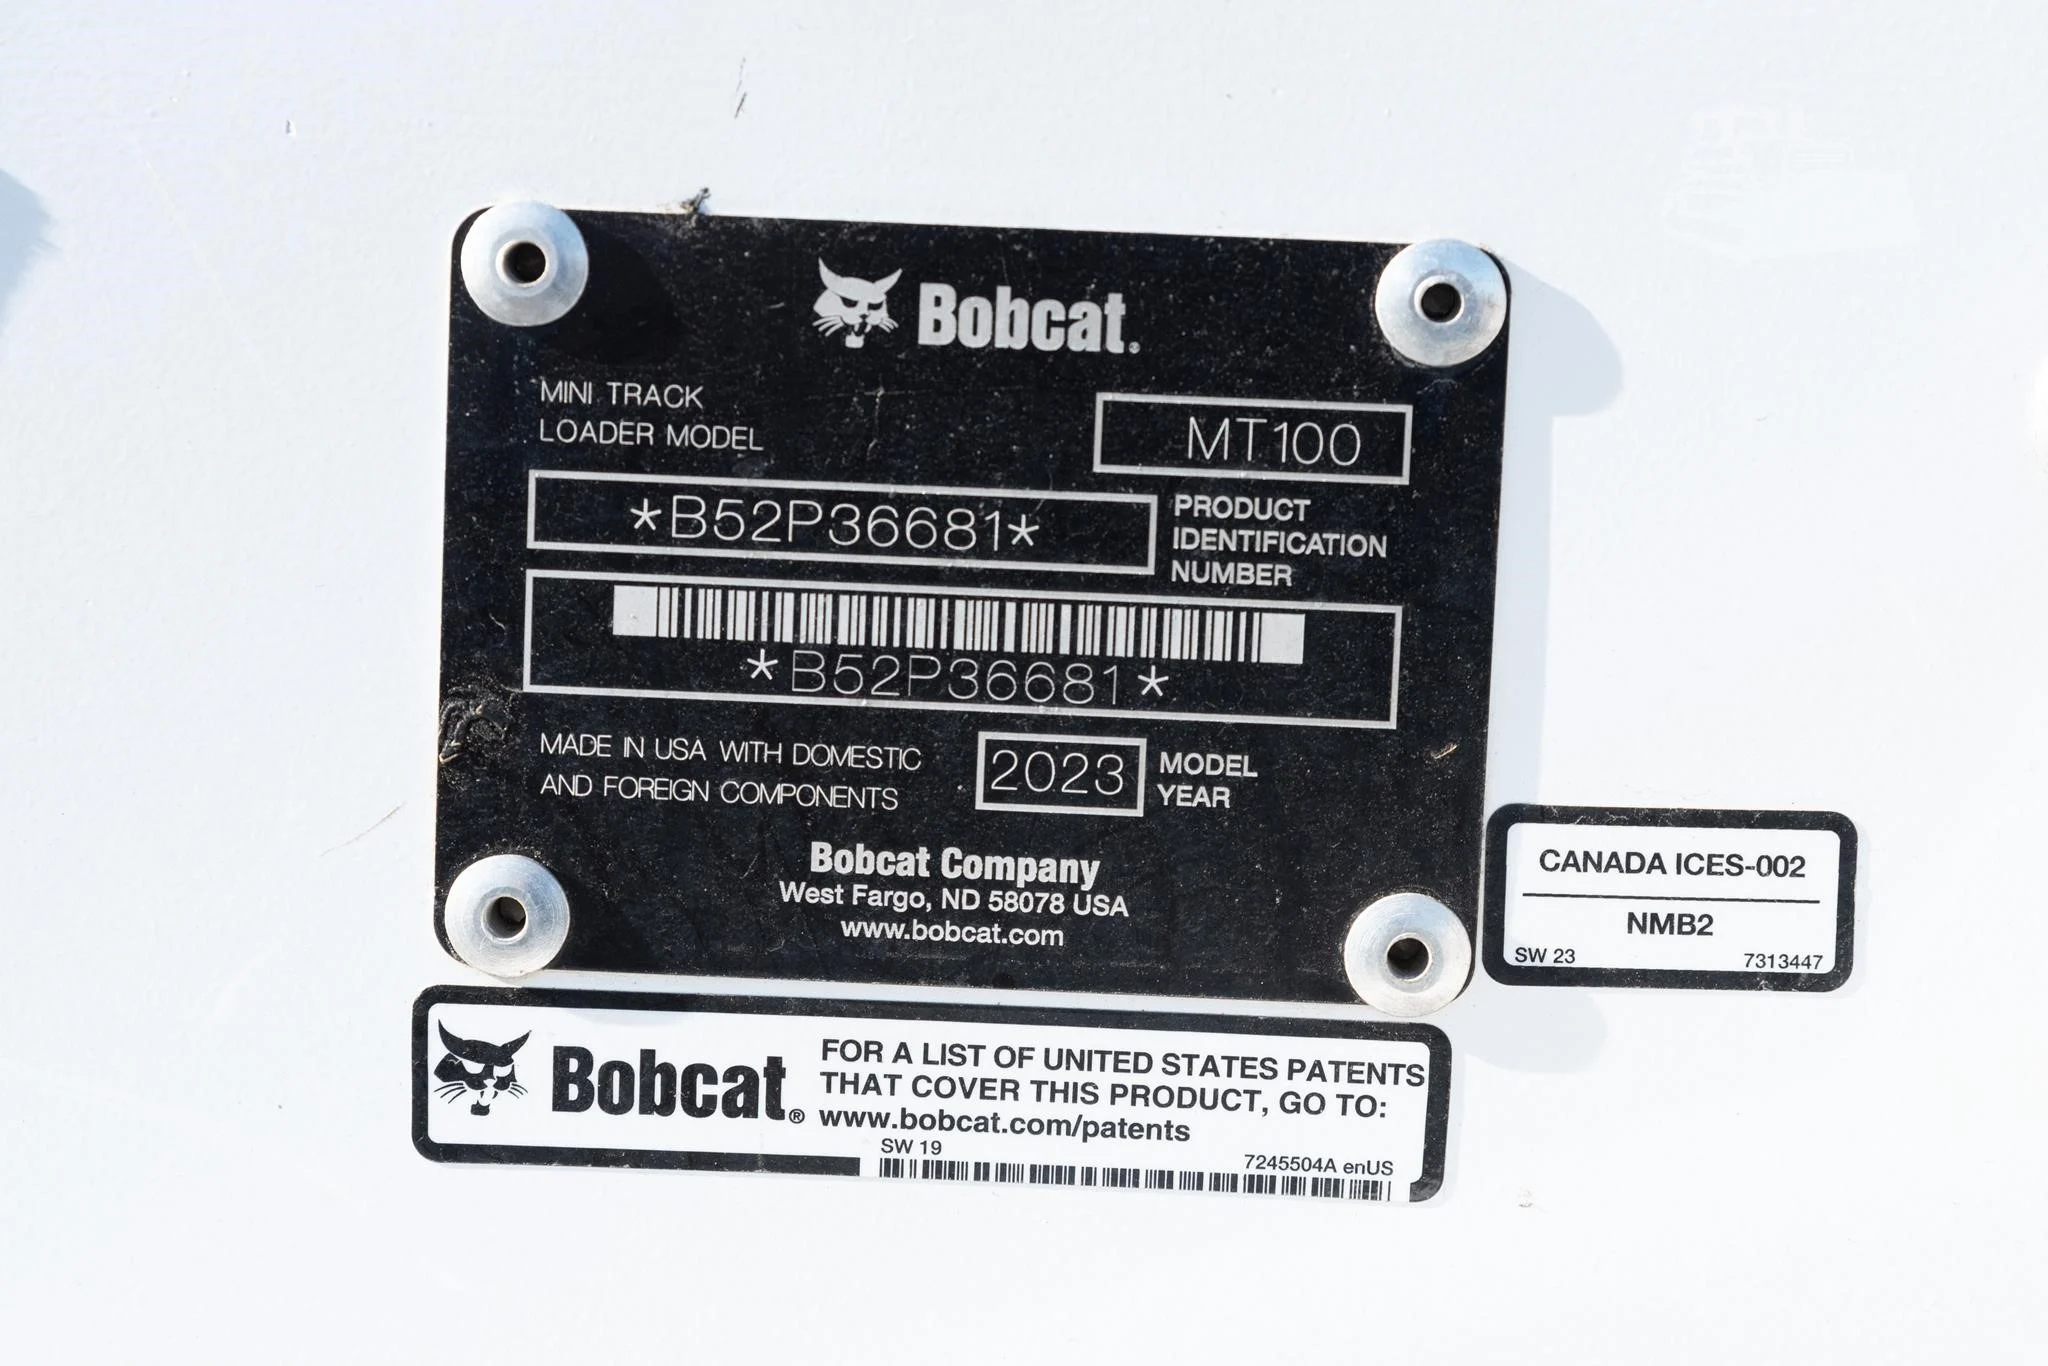 Bobcat.
MINI TRACK
LOADER MODEL
MT100
*B52P36681*
PRODUCT
IDENTIFICATION
NUMBER
*B52P36681*
MADE IN USA WITH DOMESTIC
AND FOREIGN COMPONENTS
2023
MODEL
YEAR
Bobcat Company
West Fargo, ND 58078 USA
www.bobcat.com
CANADA ICES-002
NMB2
SW 23
7313447
Bobcat®
FOR A LIST OF UNITED STATES PATENTS
THAT COVER THIS PRODUCT, GO TO:
www.bobcat.com/patents
SW 19
7245504A enUS